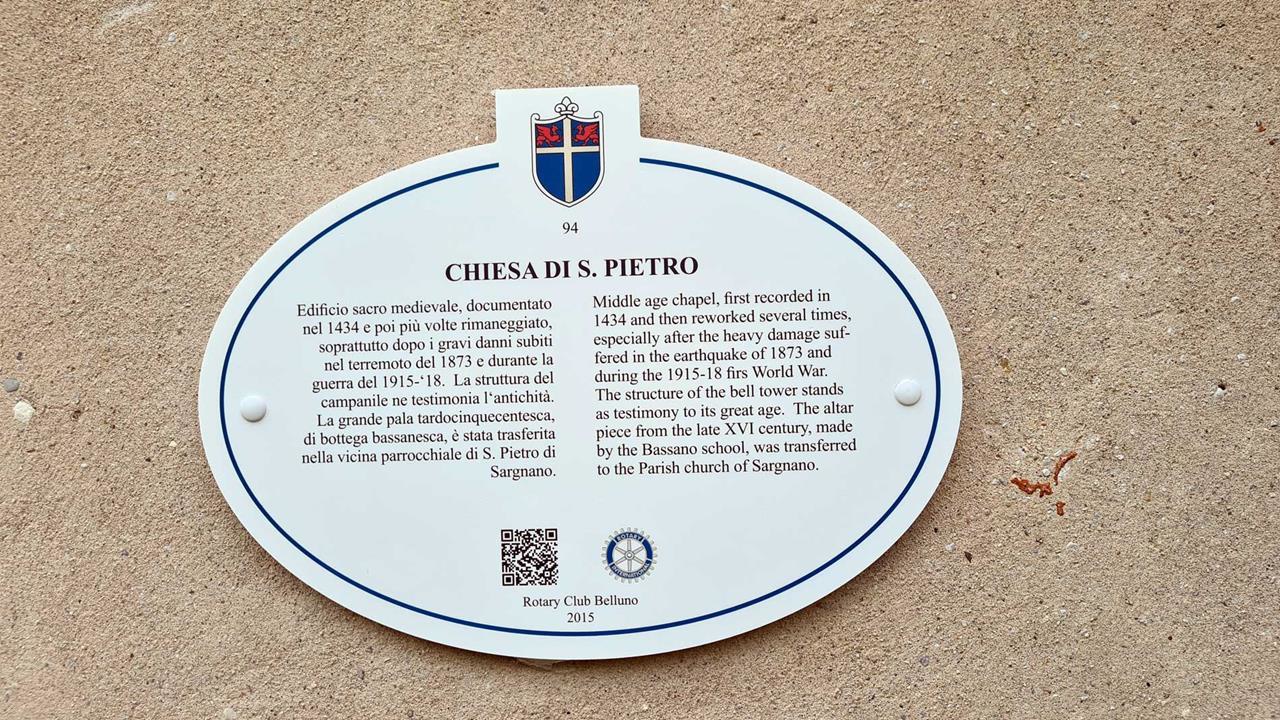 94
CHIESA DI S. PIETRO
Edificio sacro medievale, documentato
nel 1434 e poi più volte rimaneggiato,
soprattutto dopo i gravi danni subiti
nel terremoto del 1873 e durante la
guerra del 1915-‘18. La struttura del
campanile ne testimonia l‘antichità.
La grande pala tardocinquecentesca,
di bottega bassanesca, è stata trasferita
nella vicina parrocchiale di S. Pietro di
Sargnano.
Middle age chapel, first recorded in
1434 and then reworked several times,
especially after the heavy damage suf-
fered in the earthquake of 1873 and
during the 1915-18 firs World War.
The structure of the bell tower stands
as testimony to its great age. The altar
piece from the late XVI century, made
by the Bassano school, was transferred
to the Parish church of Sargnano.
ROTARY
INTERNATIONAL
Rotary Club Belluno
2015